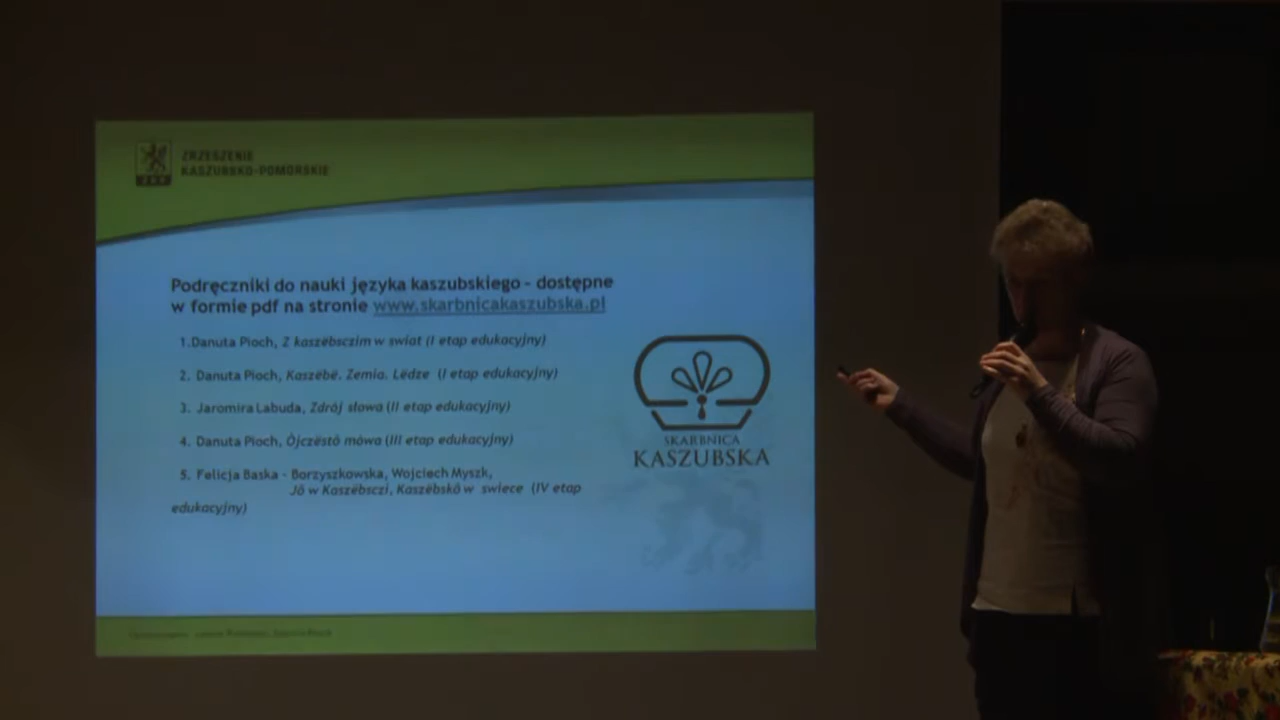 ZRZESZENIE
KASZUBSKO-POMORSKIE
Z K P
Podręczniki do nauki języka kaszubskiego - dostępne
w formie pdf na stronie www.skarbnicakaszubska.pl
1.Danuta Pioch, Z kaszëbsczim w swiat (I etap edukacyjny)
2. Danuta Pioch, Kaszëbë. Zemia. Lëdze (I etap edukacyjny)
3. Jaromira Labuda, Zdrój słowa (II etap edukacyjny)
4. Danuta Pioch, Òjczëstô mòwa (III etap edukacyjny)
5. Felicja Baska - Borzyszkowska, Wojciech Myszk,
Jô w Kaszëbsczi, Kaszëbskô w swiece (IV etap
edukacyjny)
SKARBNICA
KASZUBSKA